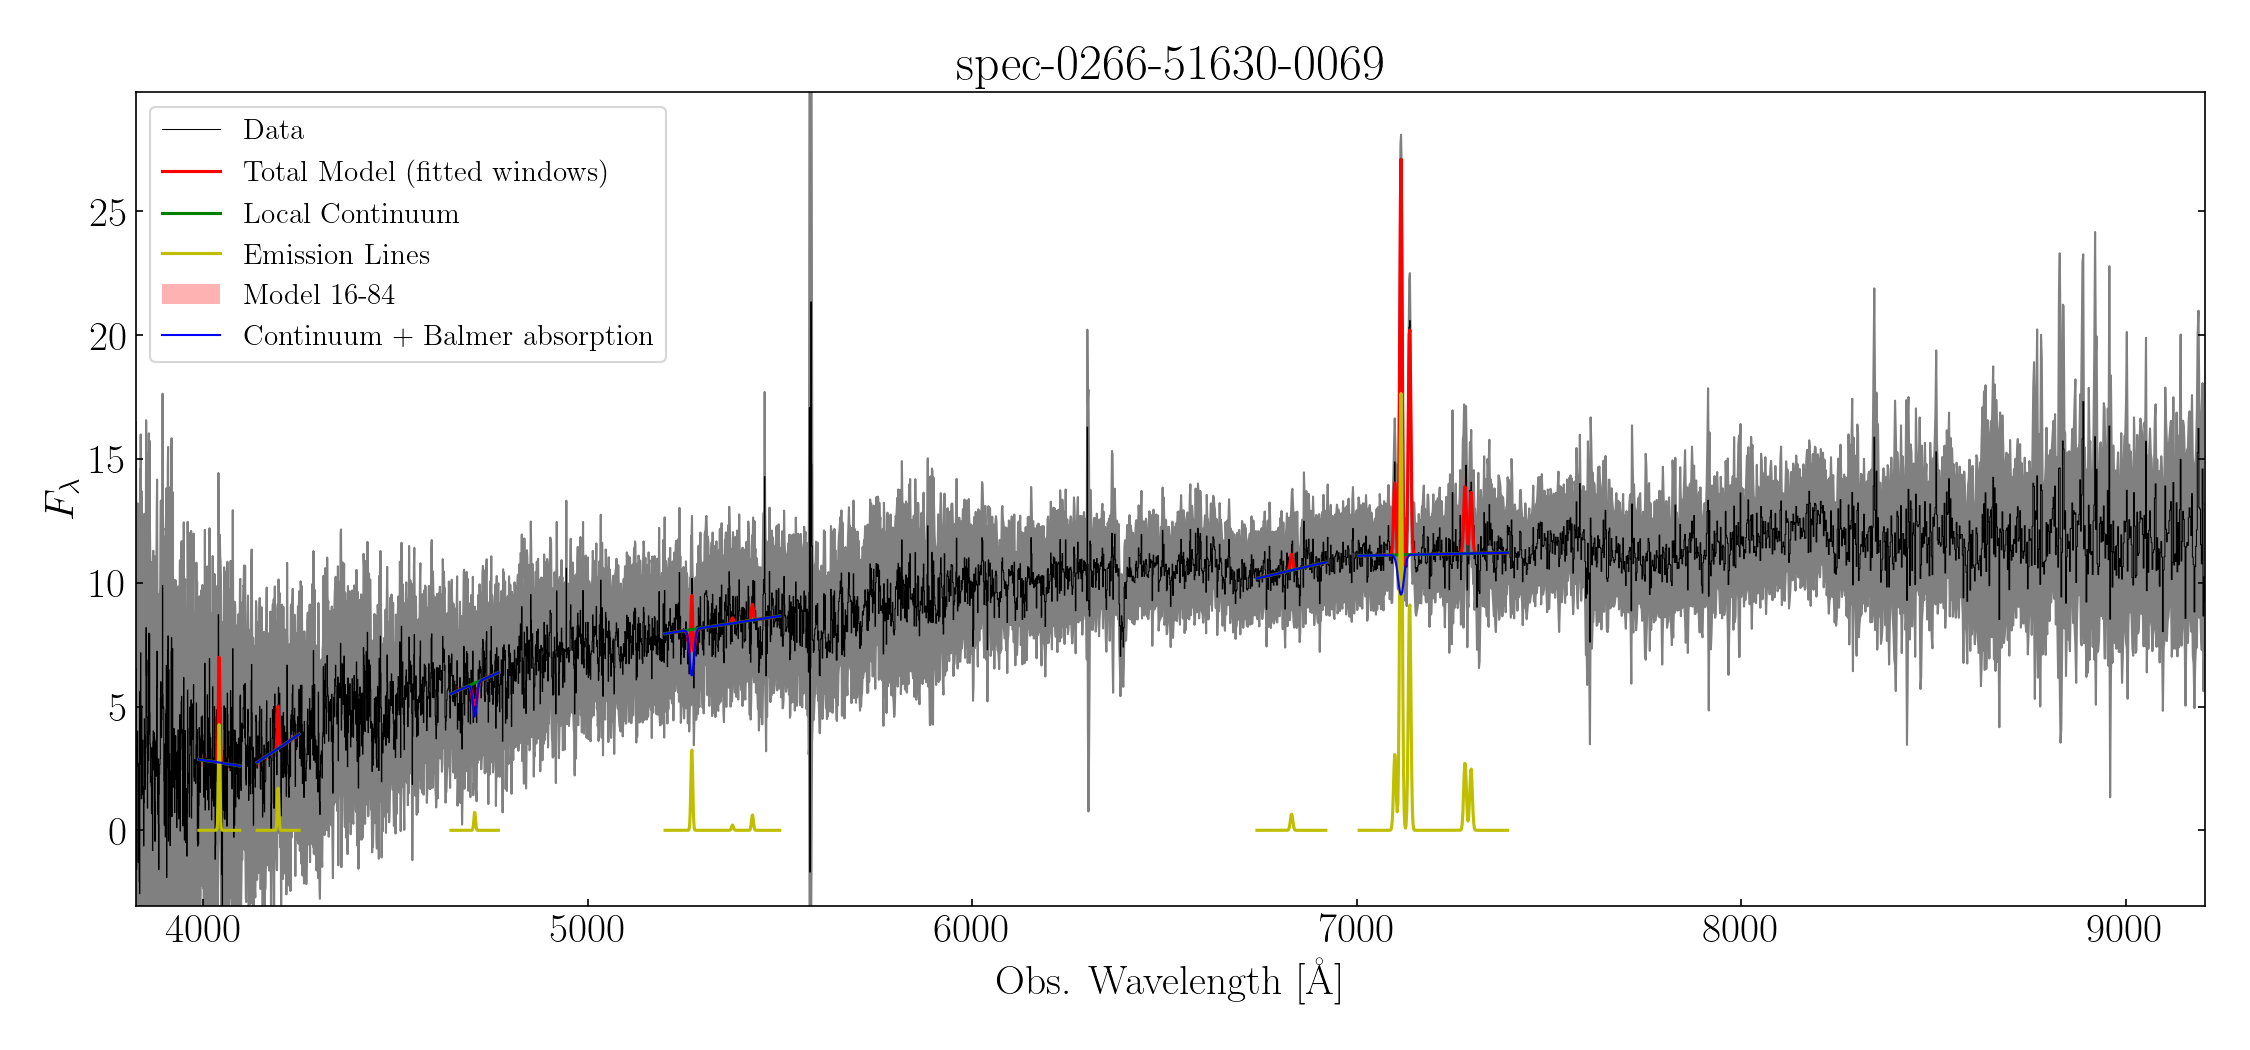 spec-0266-51630-0069
Data
Total Model (fitted windows)
Local Continuum
Emission Lines
Model 16-84
Continuum + Balmer absorption
25
20
15
10
5
0
Fλ
4000 5000 6000 7000 8000 9000
Obs. Wavelength [Å]